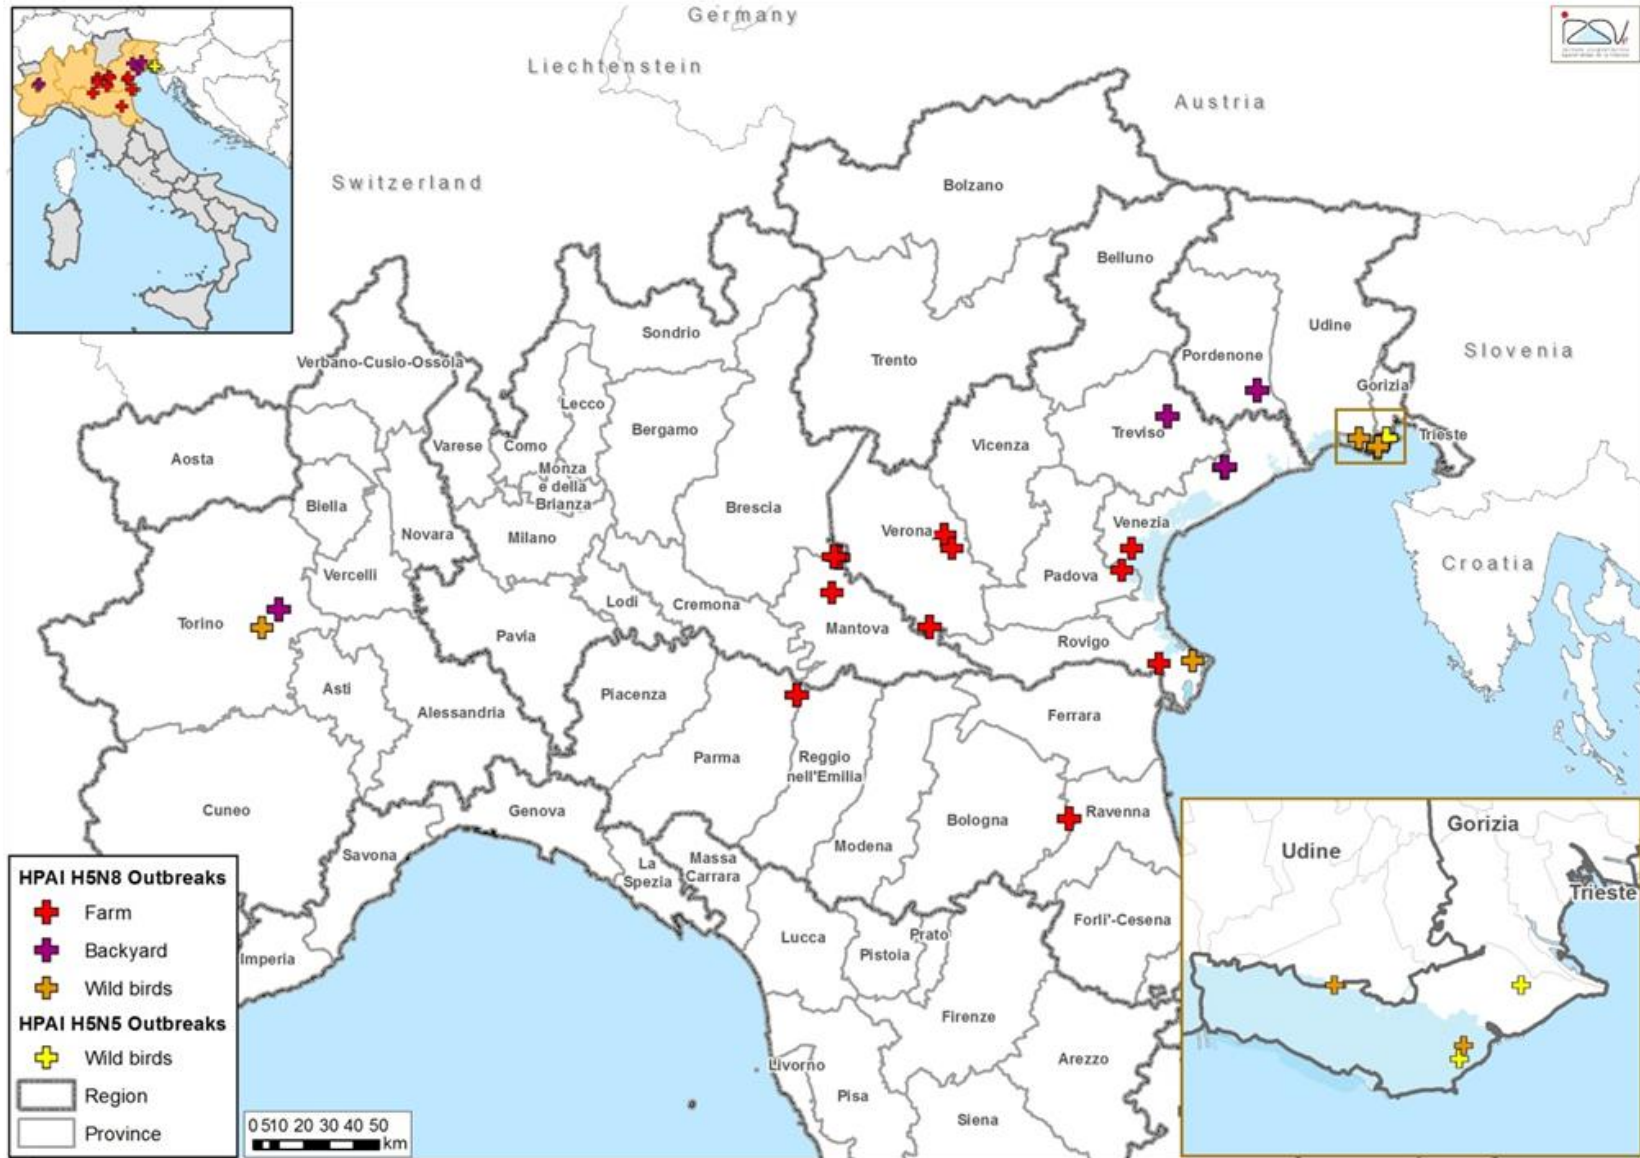 Germany
Liechtenstein
Austria
Switzerland
Bolzano
Belluno
Sondrio
Udine
Verbano-Cusio-Ossola
Trento
Pordenone
Slovenia
Gorizia
Lecco
Aosta
Varese
Como
Bergamo
Vicenza
Treviso
Trieste
Monza
e della
Brianza
Biella
Brescia
Novara
Milano
Verona
Venezia
Croatia
Vercelli
Padova
Lodi
Cremona
Torino
Pavia
Mantova
Rovigo
Asti
Piacenza
Alessandria
Ferrara
Parma
Reggio
nell'Emilia
Cuneo
Genova
Bologna
Ravenna
Savona
La
Spezia
Massa
Carrara
Modena
Forli'-Cesena
Imperia
Lucca
Prato
Pistoia
Firenze
Livorno
Arezzo
Pisa
Siena
HPAI H5N8 Outbreaks
Farm
Backyard
Wild birds
HPAI H5N5 Outbreaks
Wild birds
Region
Province
0 5 10 20 30 40 50
km
Gorizia
Udine
Trieste